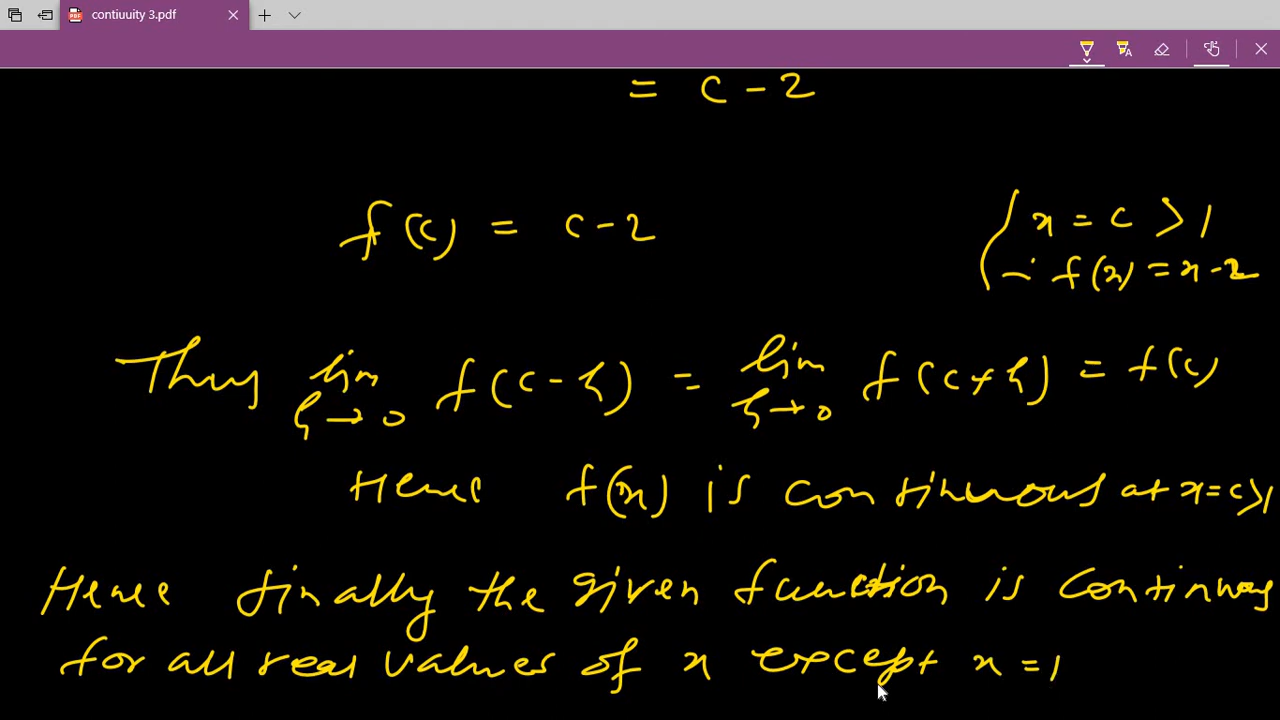 contiuuity 3.pdf
= c - 2
f(c) = c - 2
x = c > 1
∴ f(x) = x - 2
Thus lim f(c - h) = lim f(c + h) = f(c)
h → 0 h → 0
Hence f(x) is continuous at x = c > 1
Hence finally the given function is continuous
for all real values of x except x = 1